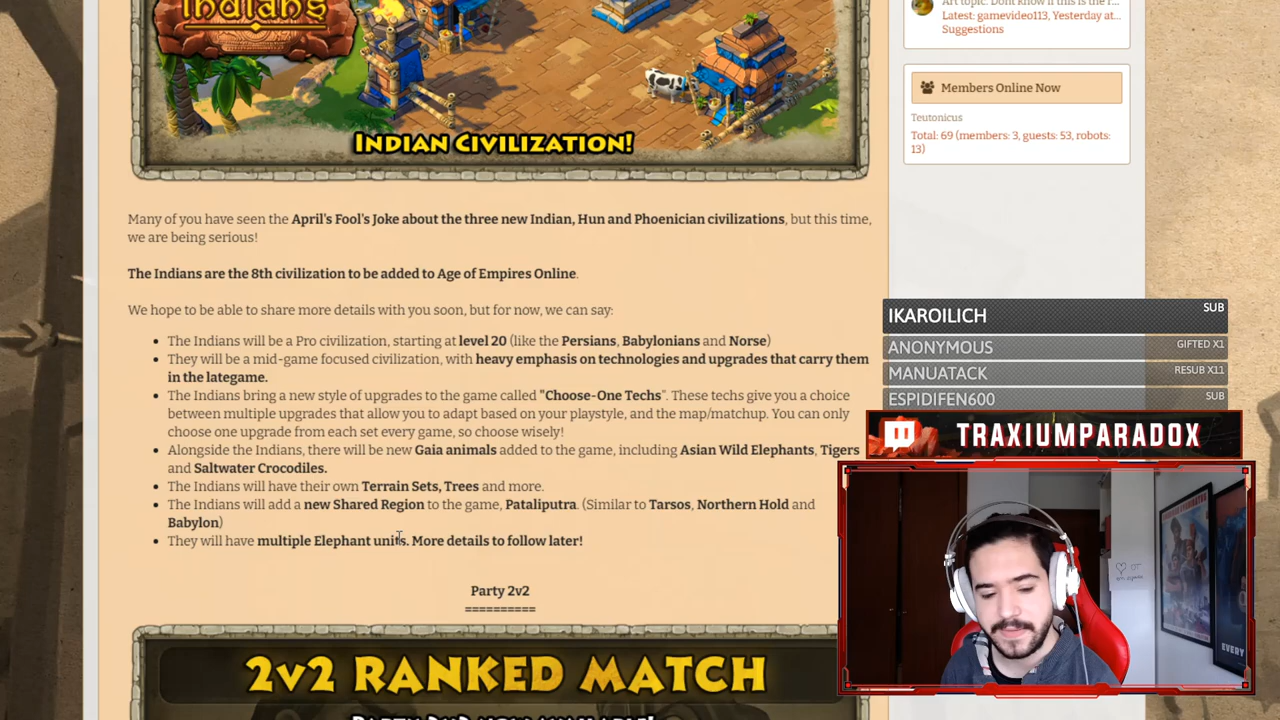 Indians
INDIAN CIVILIZATION!
Many of you have seen the April's Fool's Joke about the three new Indian, Hun and Phoenician civilizations, but this time,
we are being serious!
The Indians are the 8th civilization to be added to Age of Empires Online.
We hope to be able to share more details with you soon, but for now, we can say:
• The Indians will be a Pro civilization, starting at level 20 (like the Persians, Babylonians and Norse)
• They will be a mid-game focused civilization, with heavy emphasis on technologies and upgrades that carry them
in the lategame.
• The Indians bring a new style of upgrades to the game called "Choose-One Techs". These techs give you a choice
between multiple upgrades that allow you to adapt based on your playstyle, and the map/matchup. You can only
choose one upgrade from each set every game, so choose wisely!
• Alongside the Indians, there will be new Gaia animals added to the game, including Asian Wild Elephants, Tigers
and Saltwater Crocodiles.
• The Indians will have their own Terrain Sets, Trees and more.
• The Indians will add a new Shared Region to the game, Pataliputra. (Similar to Tarsos, Northern Hold and
Babylon)
• They will have multiple Elephant units. More details to follow later!
Party 2v2
==========
2V2 RANKED MATCH
Art topic. Dont know if this is the r...
Latest: gamevideo113, Yesterday at...
Suggestions
Members Online Now
Teutonicus
Total: 69 (members: 3, guests: 53, robots:
13)
IKAROILICH SUB
ANONYMOUS GIFTED X1
MANUATACK RESUB X11
ESPIDIFEN600 SUB
TRAXIUMPARADOX